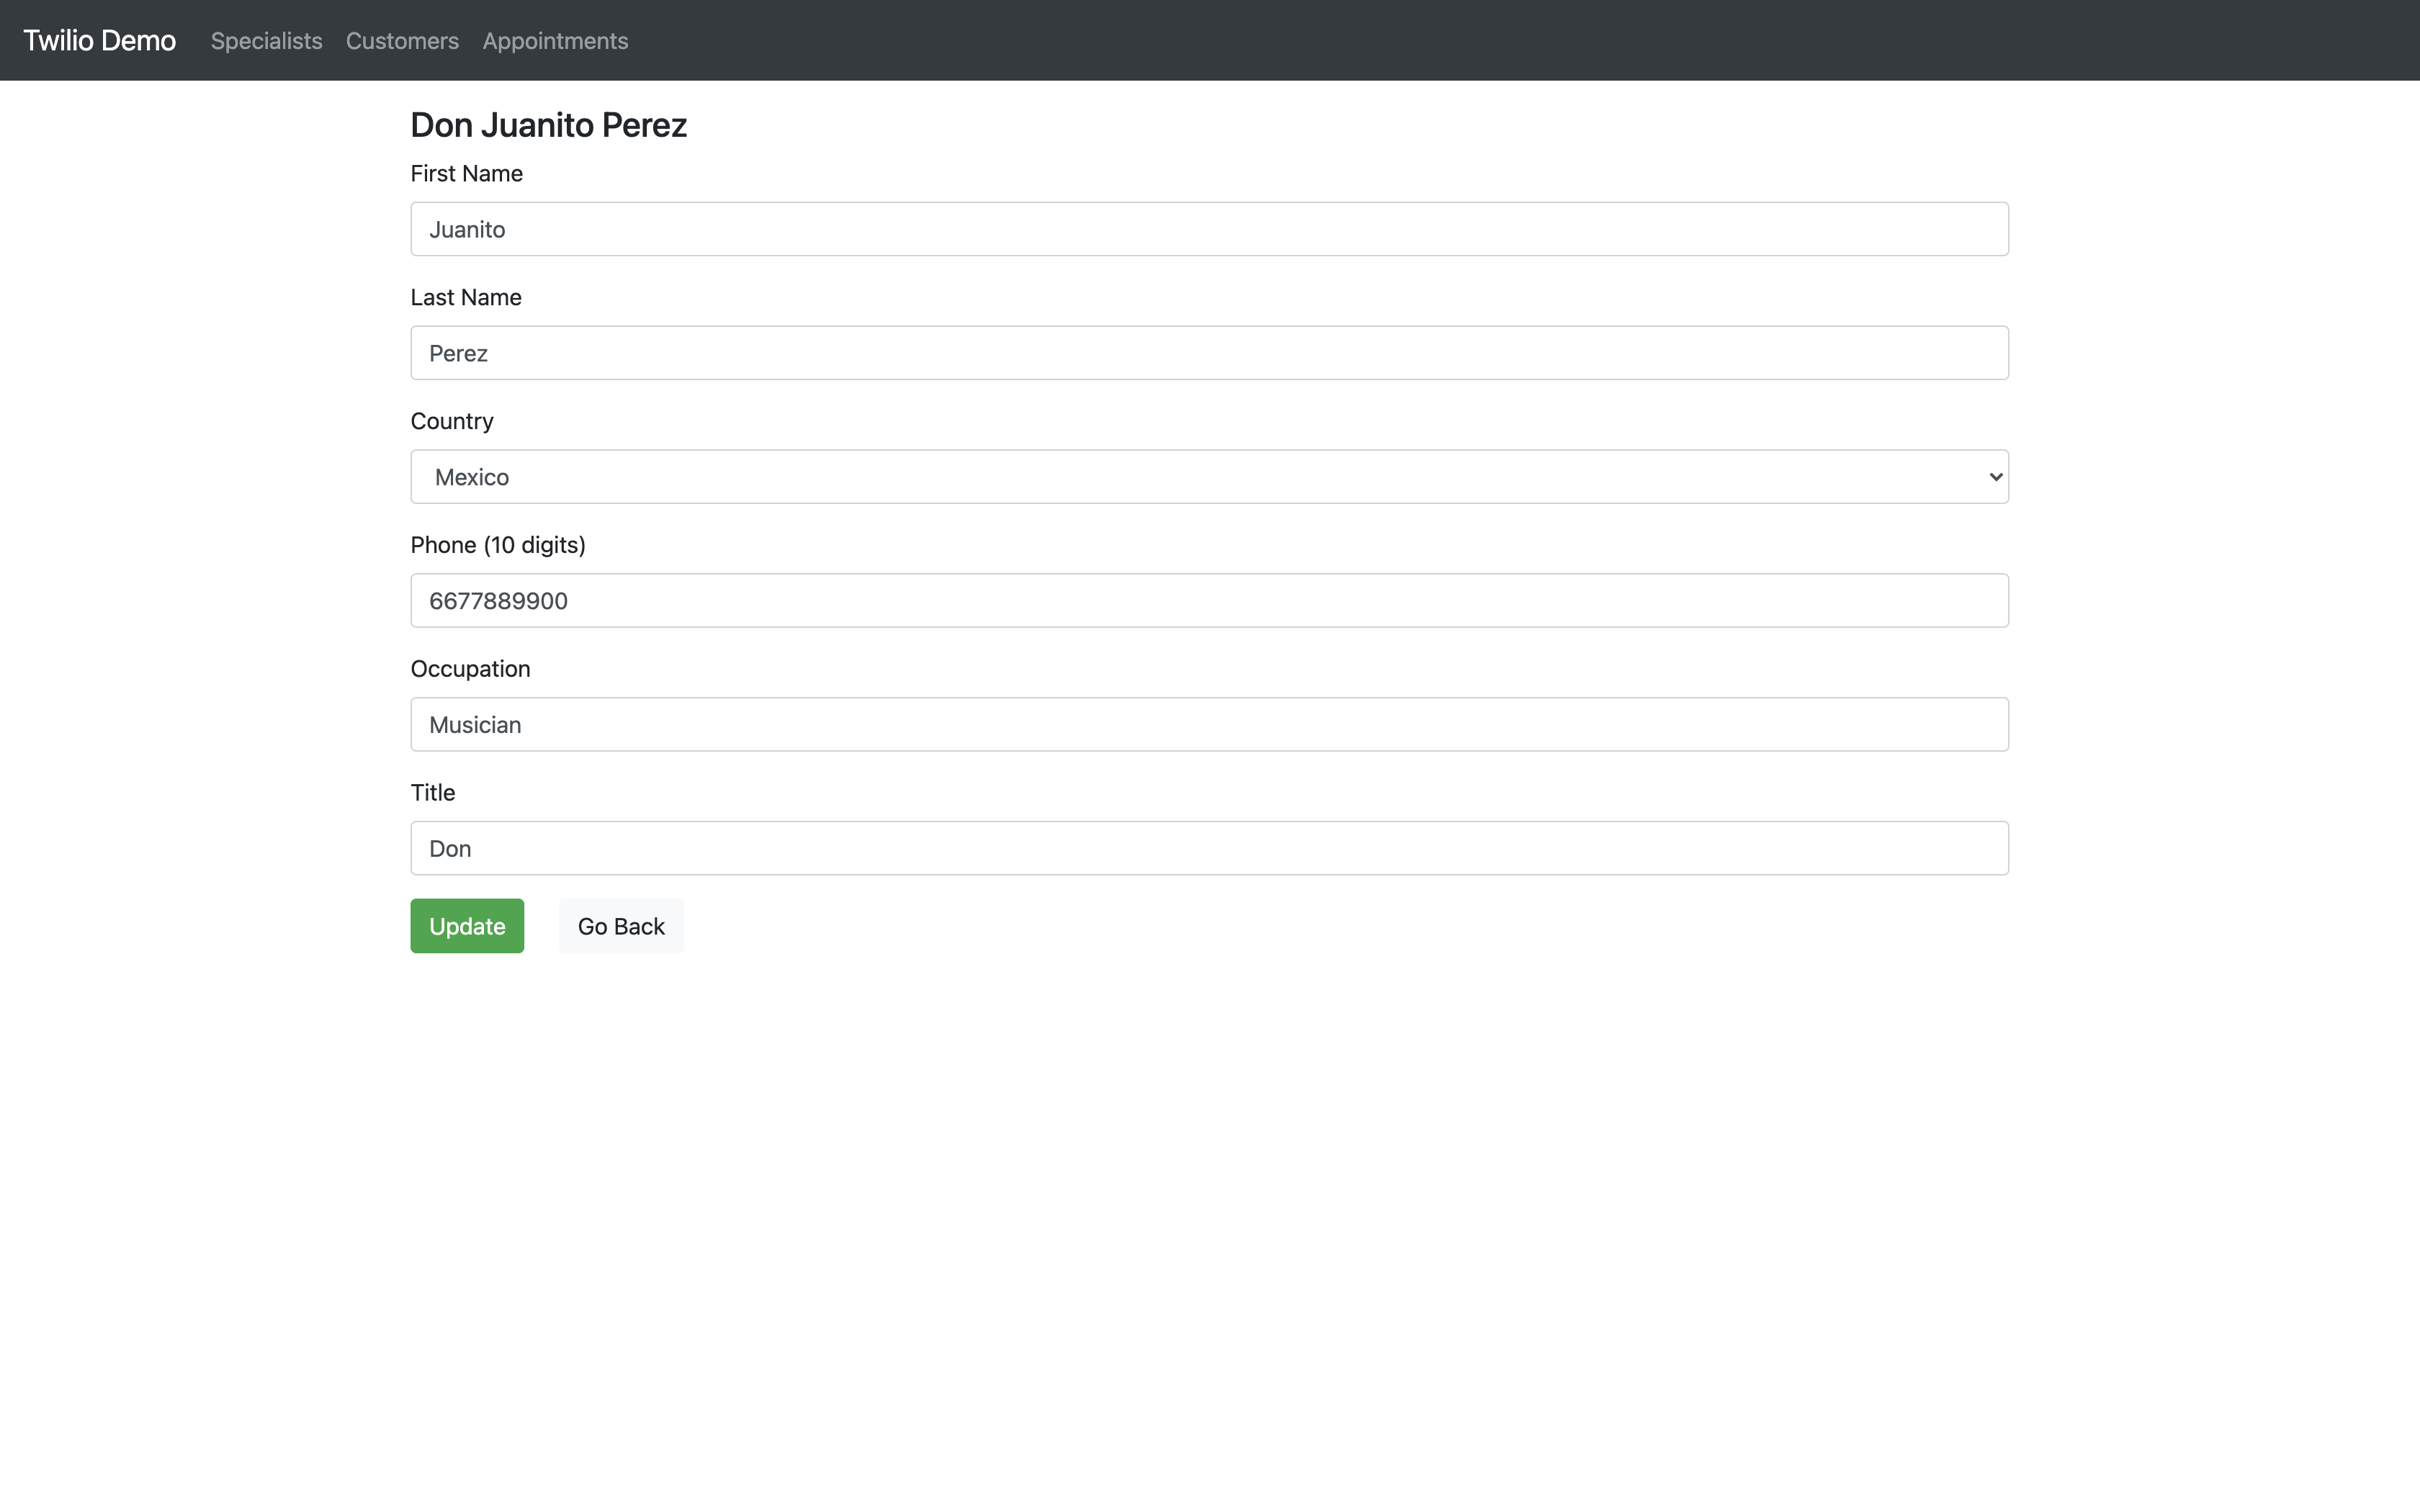 Twilio Demo Specialists Customers Appointments
Don Juanito Perez
First Name
Juanito
Last Name
Perez
Country
Mexico
Phone (10 digits)
6677889900
Occupation
Musician
Title
Don
Update Go Back